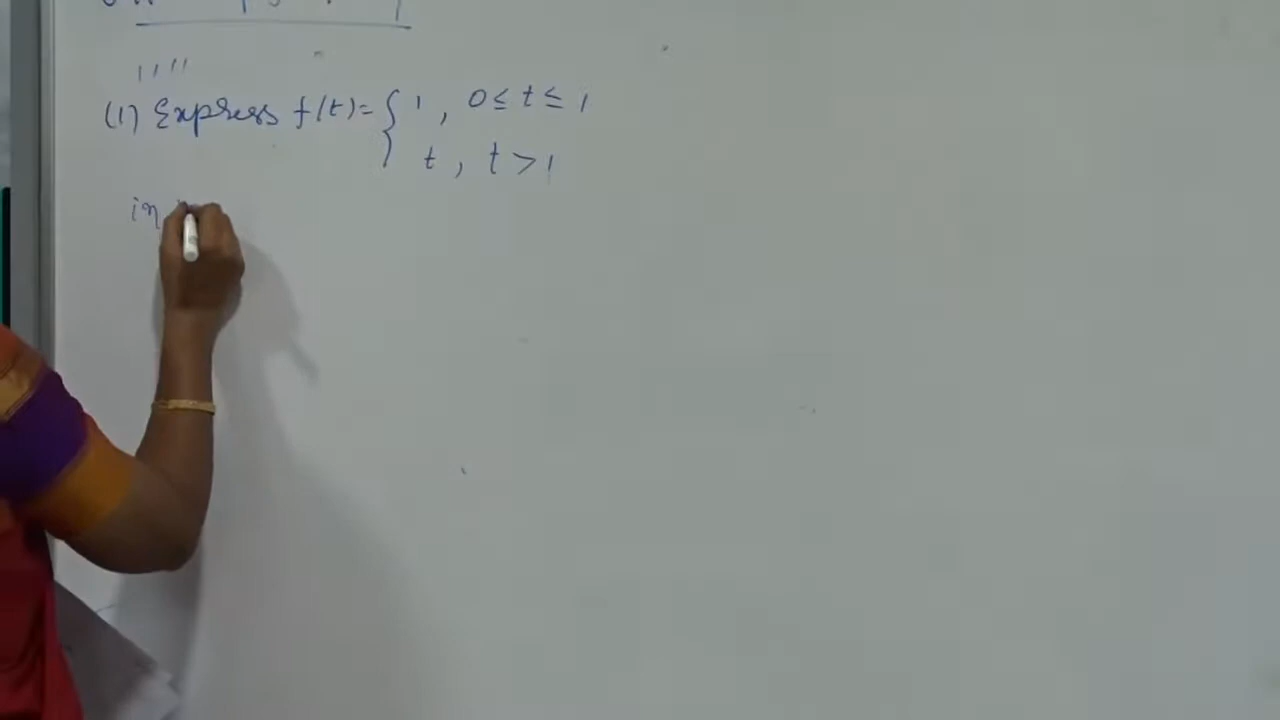 (1) Express f(t)= { 1 , 0 ≤ t ≤ 1
t , t > 1
in